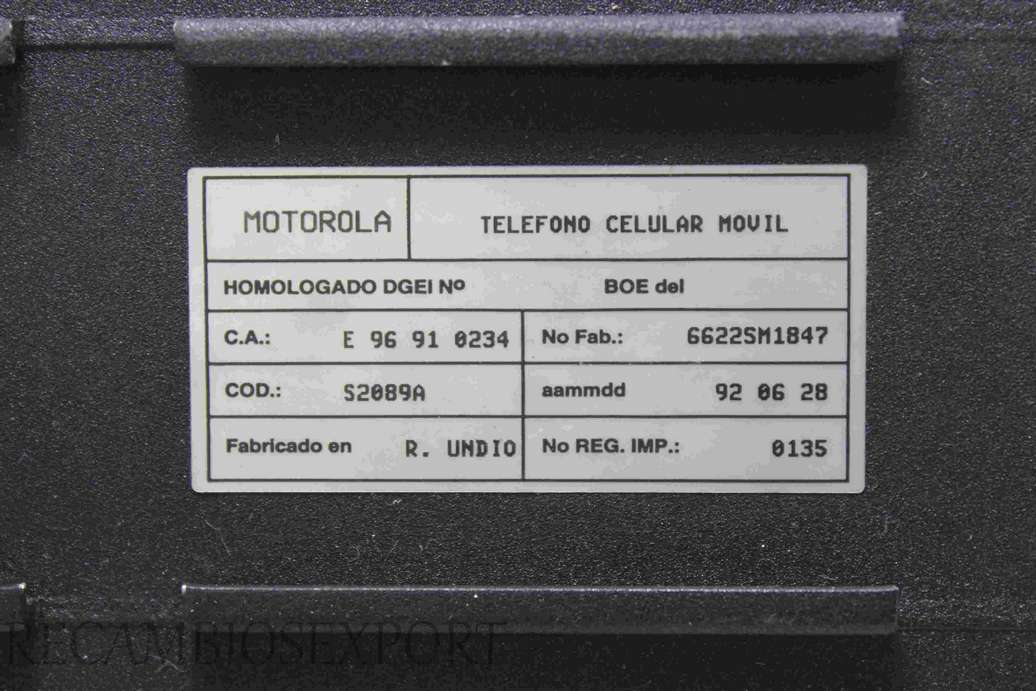 MOTOROLA TELEFONO CELULAR MOVIL
HOMOLOGADO DGEI Nº BOE del
C.A.: E 96 91 0234 No Fab.: 6622SM1847
COD.: S2089A aammdd 92 06 28
Fabricado en R. UNDIO No REG. IMP.: 0135
RECAMBIOSEXPORT